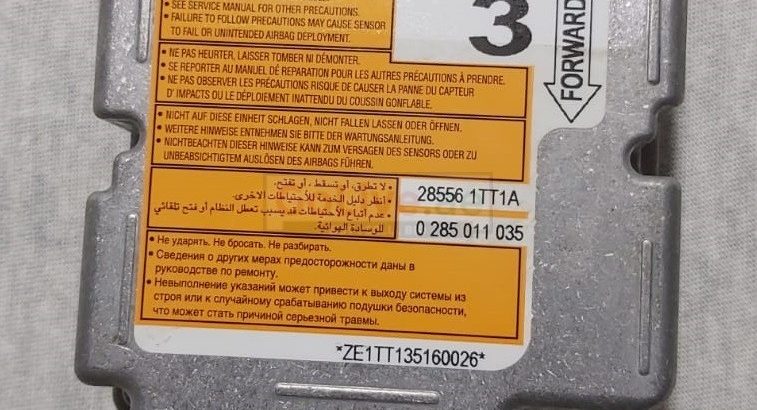 • SEE SERVICE MANUAL FOR OTHER PRECAUTIONS.
• FAILURE TO FOLLOW PRECAUTIONS MAY CAUSE SENSOR
TO FAIL OR UNINTENDED AIRBAG DEPLOYMENT.
3
FORWARD
• NE PAS HEURTER, LAISSER TOMBER NI DÉMONTER.
• SE REPORTER AU MANUEL DE RÉPARATION POUR LES AUTRES PRÉCAUTIONS À PRENDRE.
• NE PAS OBSERVER LES PRÉCAUTIONS RISQUE DE CAUSER LA PANNE DU CAPTEUR
D' IMPACTS OU LE DÉPLOIEMENT INATTENDU DU COUSSIN GONFLABLE.
• NICHT AUF DIESE EINHEIT SCHLAGEN, NICHT FALLEN LASSEN ODER ÖFFNEN.
• WEITERE HINWEISE ENTNEHMEN SIE BITTE DER WARTUNGSANLEITUNG.
• NICHTBEACHTEN DIESER HINWEISE KANN ZUM VERSAGEN DES SENSORS ODER ZU
UNBEABSICHTIGTEM AUSLÖSEN DES AIRBAGS FÜHREN.
• لا تطرق، أو تسقط، أو تفتح.
• أنظر دليل الخدمة للأحتياطات الأخرى.
• عدم أتباع الأحتياطات قد يسبب تعطل النظام أو فتح تلقائي
للوسادة الهوائية.
28556 1TT1A
0 285 011 035
• Не ударять. Не бросать. Не разбирать.
• Сведения о других мерах предосторожности даны в
руководстве по ремонту.
• Невыполнение указаний может привести к выходу системы из
строя или к случайному срабатыванию подушки безопасности,
что может стать причиной серьезной травмы.
*ZE1TT135160026*